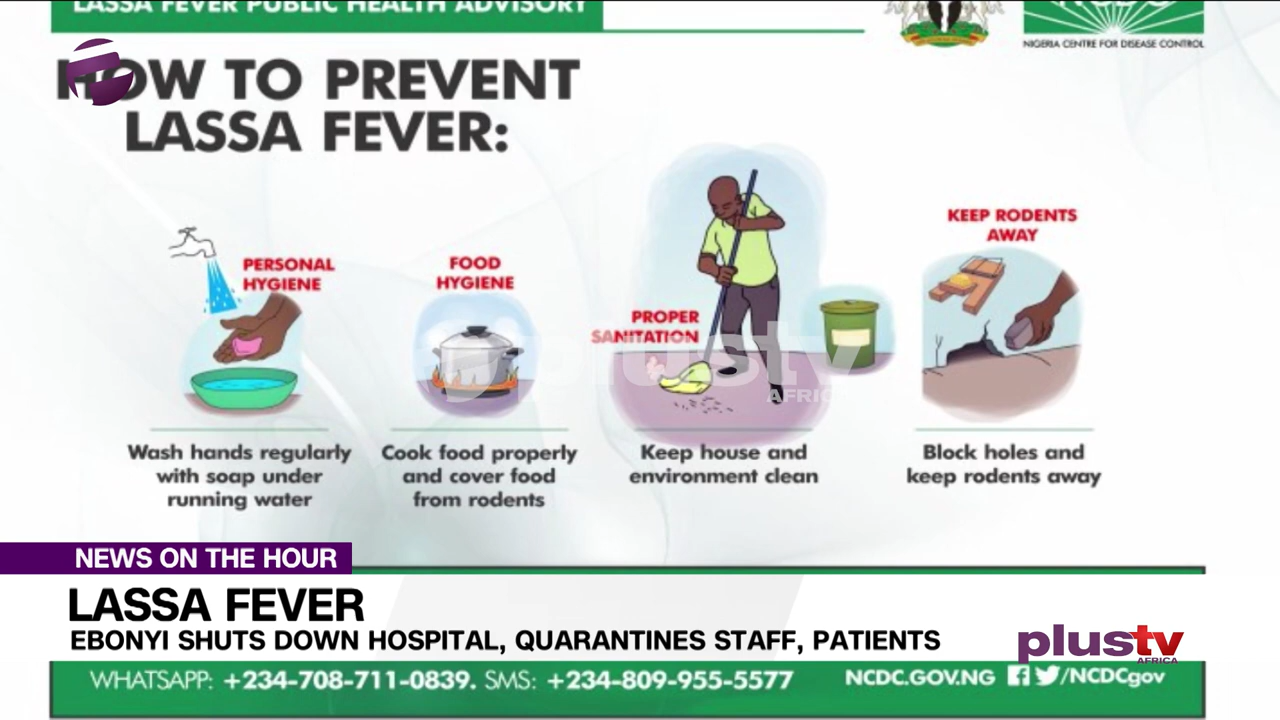 LASSA FEVER PUBLIC HEALTH ADVISORY
NCDC
NIGERIA CENTRE FOR DISEASE CONTROL
HOW TO PREVENT
LASSA FEVER:
PERSONAL
HYGIENE
Wash hands regularly
with soap under
running water
FOOD
HYGIENE
Cook food properly
and cover food
from rodents
PROPER
SANITATION
Keep house and
environment clean
KEEP RODENTS
AWAY
Block holes and
keep rodents away
plustv
AFRICA
NEWS ON THE HOUR
LASSA FEVER
EBONYI SHUTS DOWN HOSPITAL, QUARANTINES STAFF, PATIENTS
plustv
AFRICA
WHATSAPP: +234-708-711-0839. SMS: +234-809-955-5577
NCDC.GOV.NG /NCDCgov